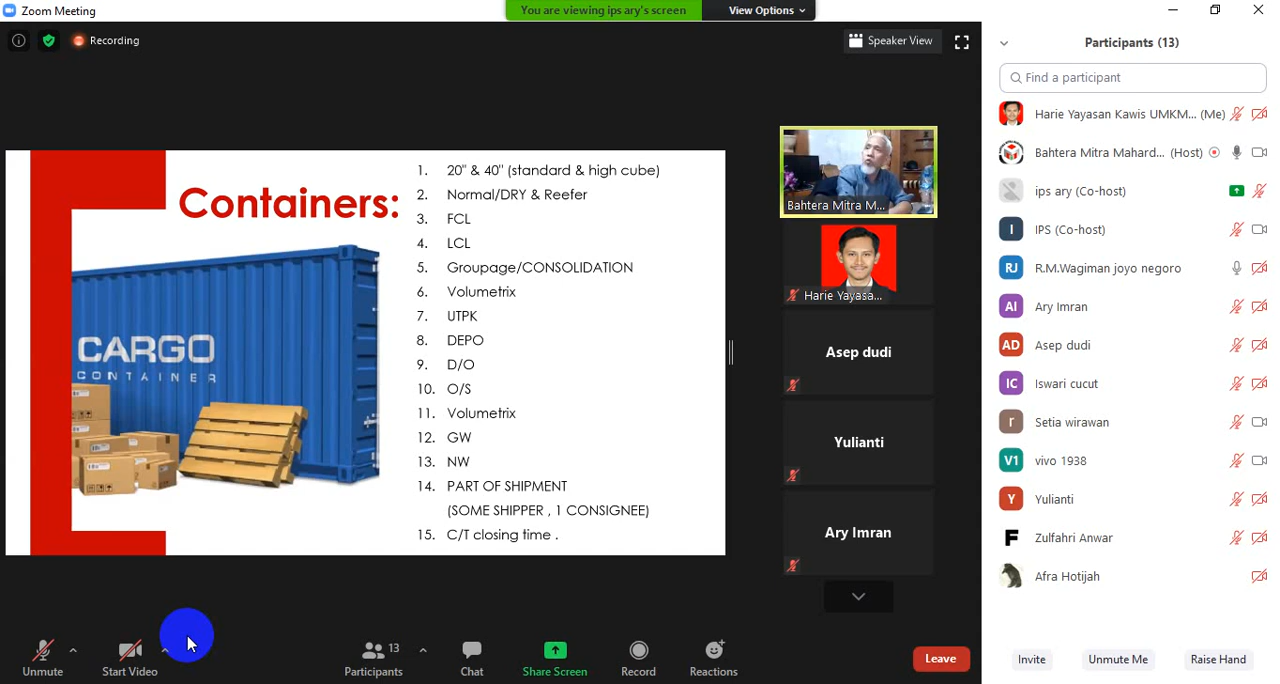 Zoom Meeting
You are viewing ips ary's screen
View Options
Recording
Speaker View
Containers:
CARGO
CONTAINER
1. 20" & 40" (standard & high cube)
2. Normal/DRY & Reefer
3. FCL
4. LCL
5. Groupage/CONSOLIDATION
6. Volumetrix
7. UTPK
8. DEPO
9. D/O
10. O/S
11. Volumetrix
12. GW
13. NW
14. PART OF SHIPMENT
(SOME SHIPPER , 1 CONSIGNEE)
15. C/T closing time .
Bahtera Mitra M...
Harie Yayasa...
Asep dudi
Yulianti
Ary Imran
Participants (13)
Find a participant
Harie Yayasan Kawis UMKM... (Me)
Bahtera Mitra Mahard... (Host)
ips ary (Co-host)
I IPS (Co-host)
RJ R.M.Wagiman joyo negoro
AI Ary Imran
AD Asep dudi
IC Iswari cucut
r Setia wirawan
V1 vivo 1938
Y Yulianti
F Zulfahri Anwar
Afra Hotijah
Unmute
Start Video
13
Participants
Chat
Share Screen
Record
Reactions
Leave
Invite
Unmute Me
Raise Hand